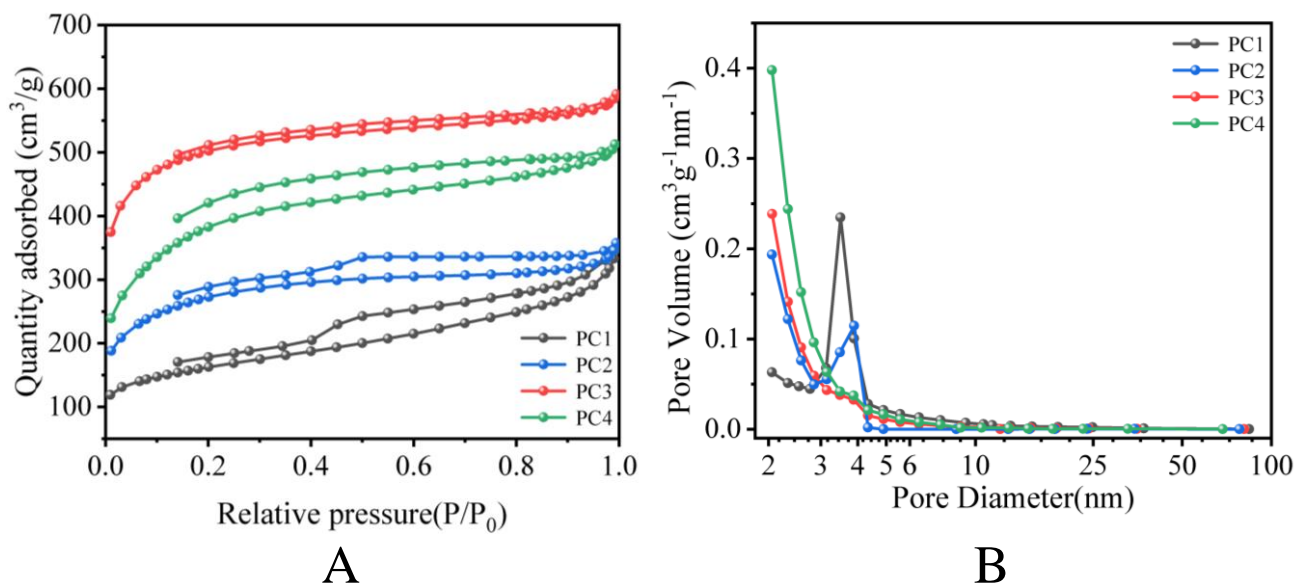 700
600
500
400
300
200
100
0.0
0.2
0.4
0.6
0.8
1.0
Quantity adsorbed (cm³/g)
Relative pressure(P/P₀)
PC1
PC2
PC3
PC4
A
0.4
0.3
0.2
0.1
0.0
2
3
4
5
6
10
25
50
100
Pore Volume (cm³g⁻¹nm⁻¹)
Pore Diameter(nm)
PC1
PC2
PC3
PC4
B